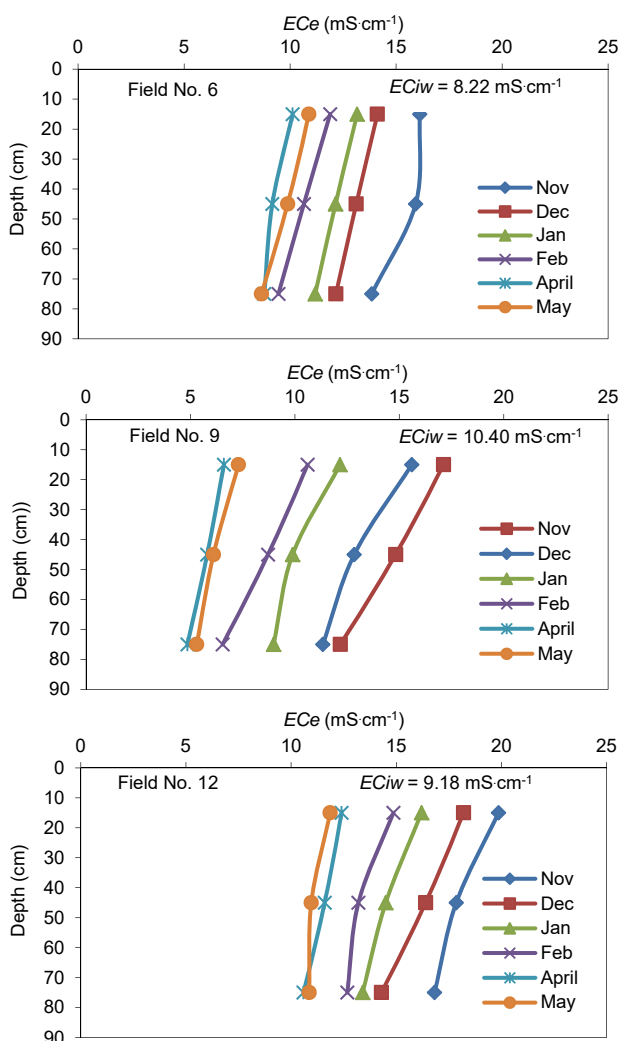 ECe (mS·cm-1)
0 5 10 15 20 25
Field No. 6 ECiw = 8.22 mS·cm-1
Depth (cm)
0
10
20
30
40
50
60
70
80
90
Nov
Dec
Jan
Feb
April
May
ECe (mS·cm-1)
0 5 10 15 20 25
Field No. 9 ECiw = 10.40 mS·cm-1
Depth (cm))
0
10
20
30
40
50
60
70
80
90
Nov
Dec
Jan
Feb
April
May
ECe (mS·cm-1)
0 5 10 15 20 25
Field No. 12 ECiw = 9.18 mS·cm-1
Depth (cm)
0
10
20
30
40
50
60
70
80
90
Nov
Dec
Jan
Feb
April
May